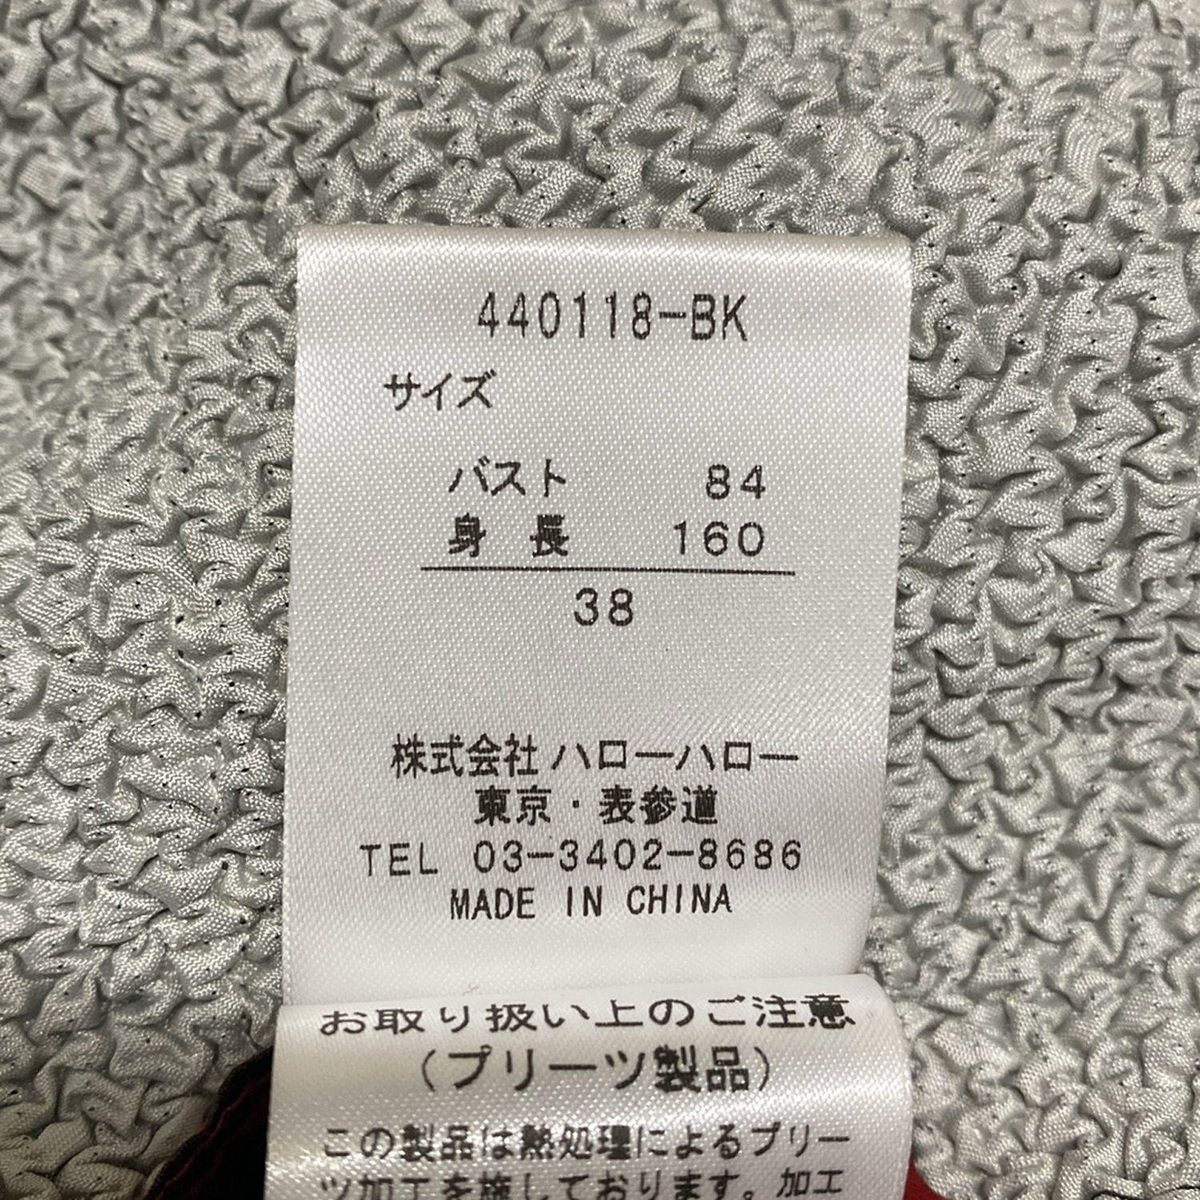 440118-BK
サイズ
バスト 84
身長 160
38
株式会社 ハローハロー
東京・表参道
TEL 03-3402-8686
MADE IN CHINA
お取り扱い上のご注意
(プリーツ製品)
この製品は熱処理によるプリー
ツ加工を施しております。加工